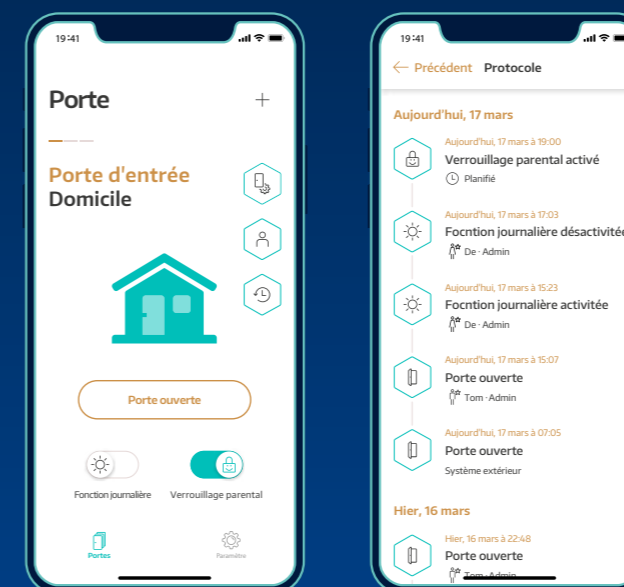 19:41
Porte
Porte d'entrée
Domicile
Porte ouverte
Fonction journalière
Verrouillage parental
Portes
Paramètre
19:41
Précédent Protocole
Aujourd'hui, 17 mars
Aujourd'hui, 17 mars à 19:00
Verrouillage parental activé
Planifié
Aujourd'hui, 17 mars à 17:03
Focntion journalière désactivitée
De · Admin
Aujourd'hui, 17 mars à 15:23
Focntion journalière activitée
De · Admin
Aujourd'hui, 17 mars à 15:07
Porte ouverte
Tom · Admin
Aujourd'hui, 17 mars à 07:05
Porte ouverte
Système extérieur
Hier, 16 mars
Hier, 16 mars à 22:48
Porte ouverte
Tom · Admin